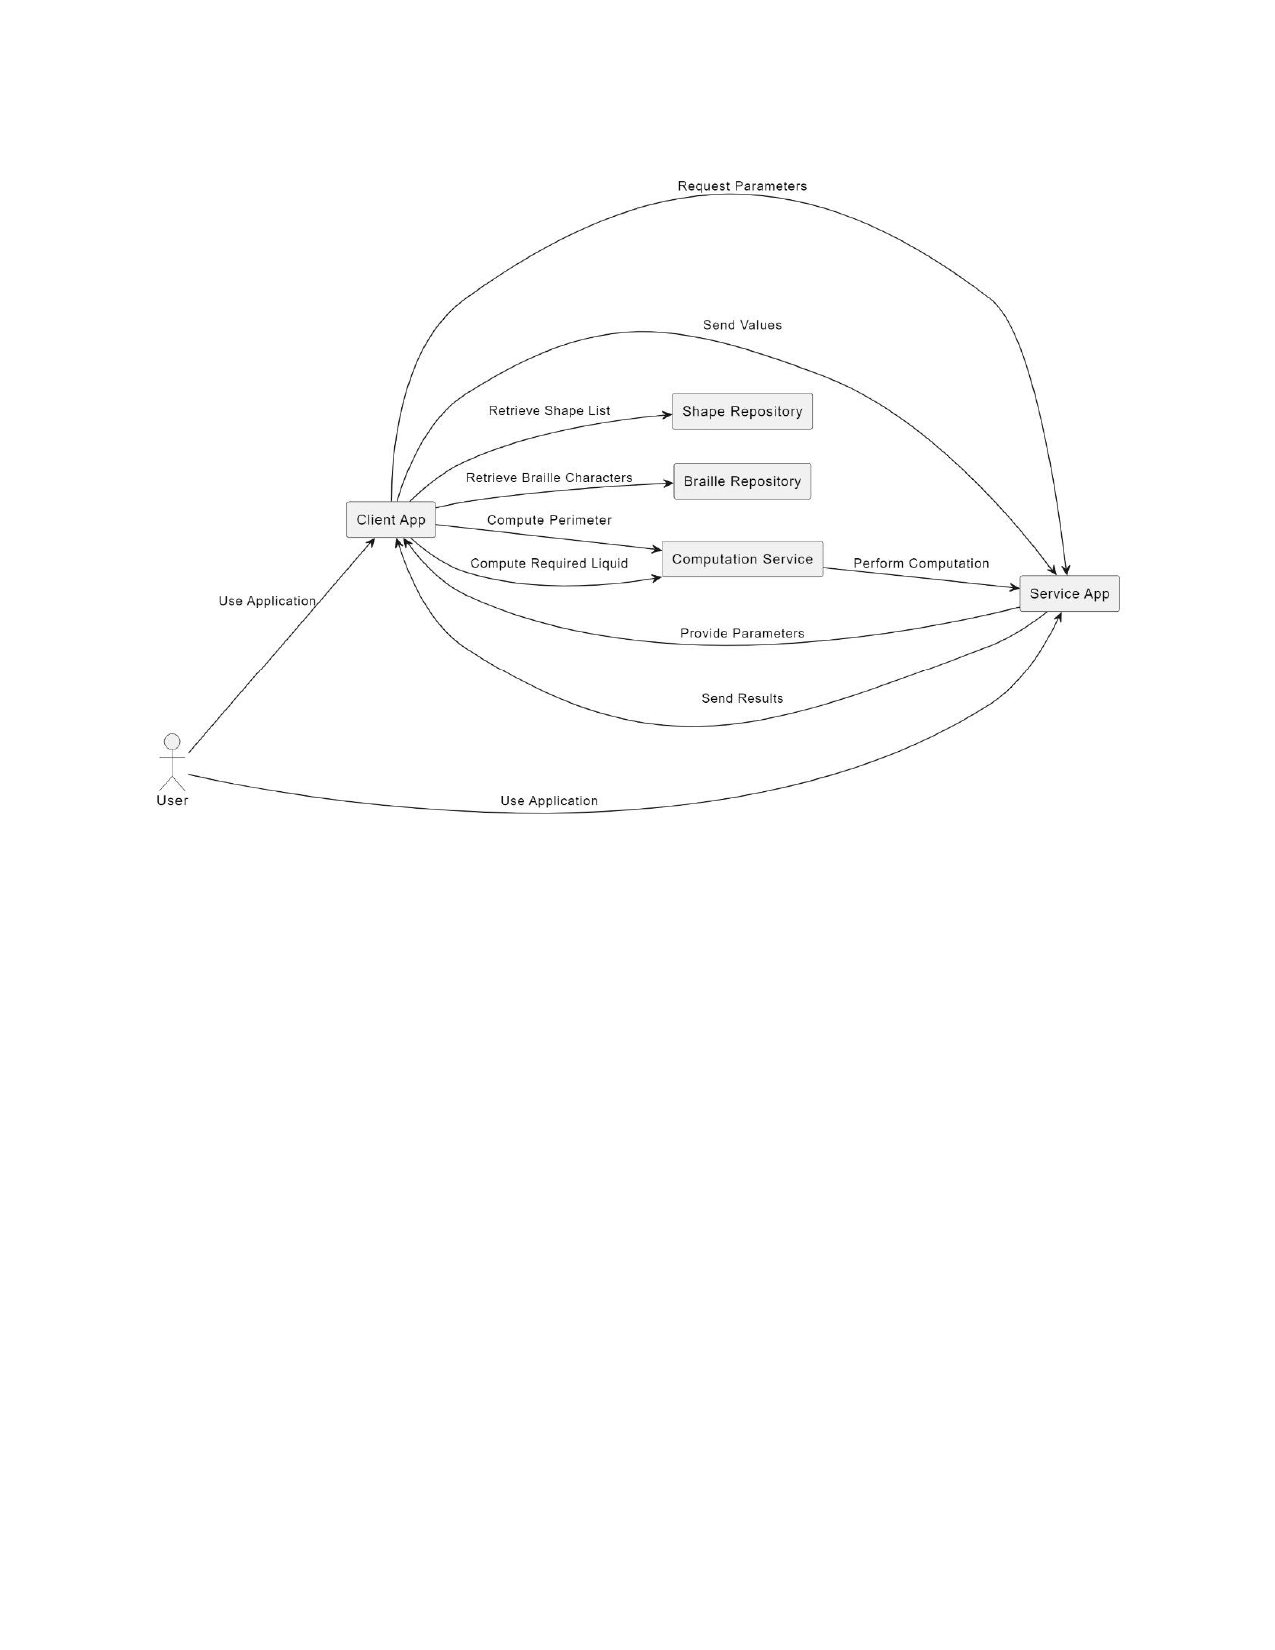 Request Parameters
Send Values
Retrieve Shape List
Shape Repository
Retrieve Braille Characters
Braille Repository
Client App
Compute Perimeter
Compute Required Liquid
Computation Service
Perform Computation
Service App
Use Application
Provide Parameters
Send Results
User
Use Application